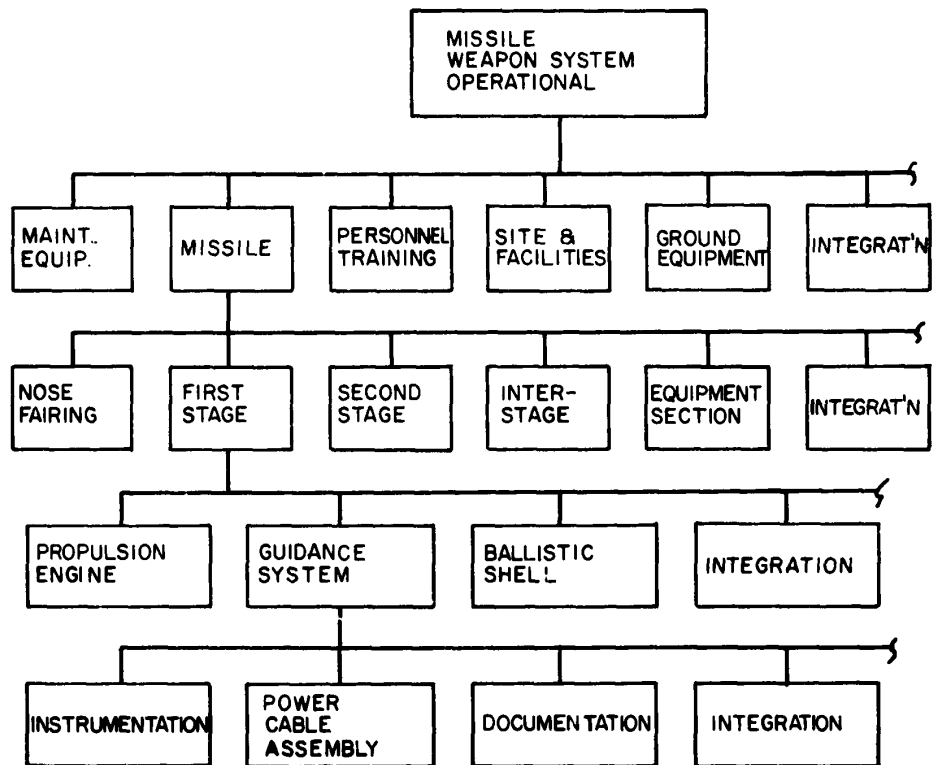 MISSILE
WEAPON SYSTEM
OPERATIONAL
MAINT..
EQUIP.
MISSILE
PERSONNEL
TRAINING
SITE &
FACILITIES
GROUND
EQUIPMENT
INTEGRAT'N
NOSE
FAIRING
FIRST
STAGE
SECOND
STAGE
INTER-
STAGE
EQUIPMENT
SECTION
INTEGRAT'N
PROPULSION
ENGINE
GUIDANCE
SYSTEM
BALLISTIC
SHELL
INTEGRATION
INSTRUMENTATION
POWER
CABLE
ASSEMBLY
DOCUMENTATION
INTEGRATION